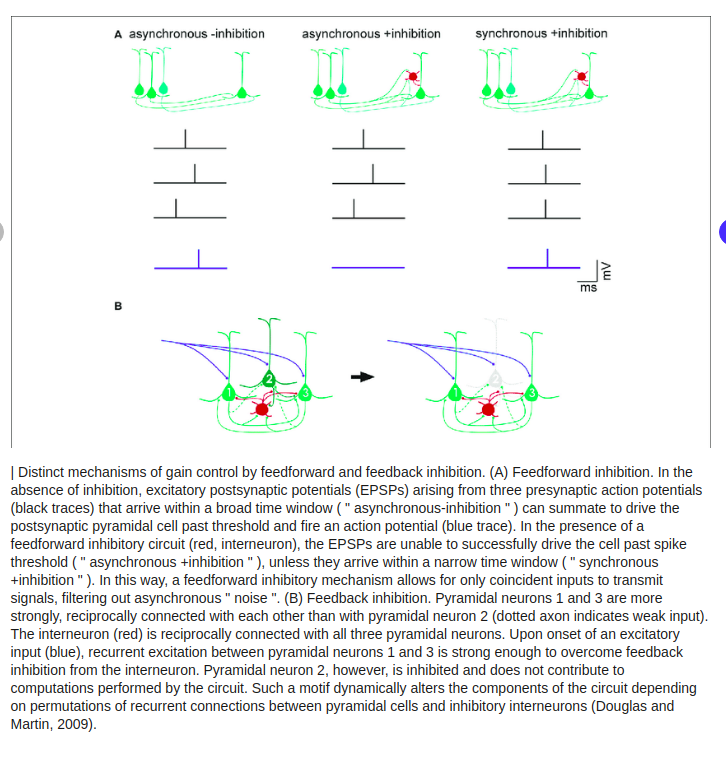 A asynchronous -inhibition asynchronous +inhibition synchronous +inhibition
mV
ms
B
2
1 3
2
1 3
| Distinct mechanisms of gain control by feedforward and feedback inhibition. (A) Feedforward inhibition. In the
absence of inhibition, excitatory postsynaptic potentials (EPSPs) arising from three presynaptic action potentials
(black traces) that arrive within a broad time window ( " asynchronous-inhibition " ) can summate to drive the
postsynaptic pyramidal cell past threshold and fire an action potential (blue trace). In the presence of a
feedforward inhibitory circuit (red, interneuron), the EPSPs are unable to successfully drive the cell past spike
threshold ( " asynchronous +inhibition " ), unless they arrive within a narrow time window ( " synchronous
+inhibition " ). In this way, a feedforward inhibitory mechanism allows for only coincident inputs to transmit
signals, filtering out asynchronous " noise ". (B) Feedback inhibition. Pyramidal neurons 1 and 3 are more
strongly, reciprocally connected with each other than with pyramidal neuron 2 (dotted axon indicates weak input).
The interneuron (red) is reciprocally connected with all three pyramidal neurons. Upon onset of an excitatory
input (blue), recurrent excitation between pyramidal neurons 1 and 3 is strong enough to overcome feedback
inhibition from the interneuron. Pyramidal neuron 2, however, is inhibited and does not contribute to
computations performed by the circuit. Such a motif dynamically alters the components of the circuit depending
on permutations of recurrent connections between pyramidal cells and inhibitory interneurons (Douglas and
Martin, 2009).